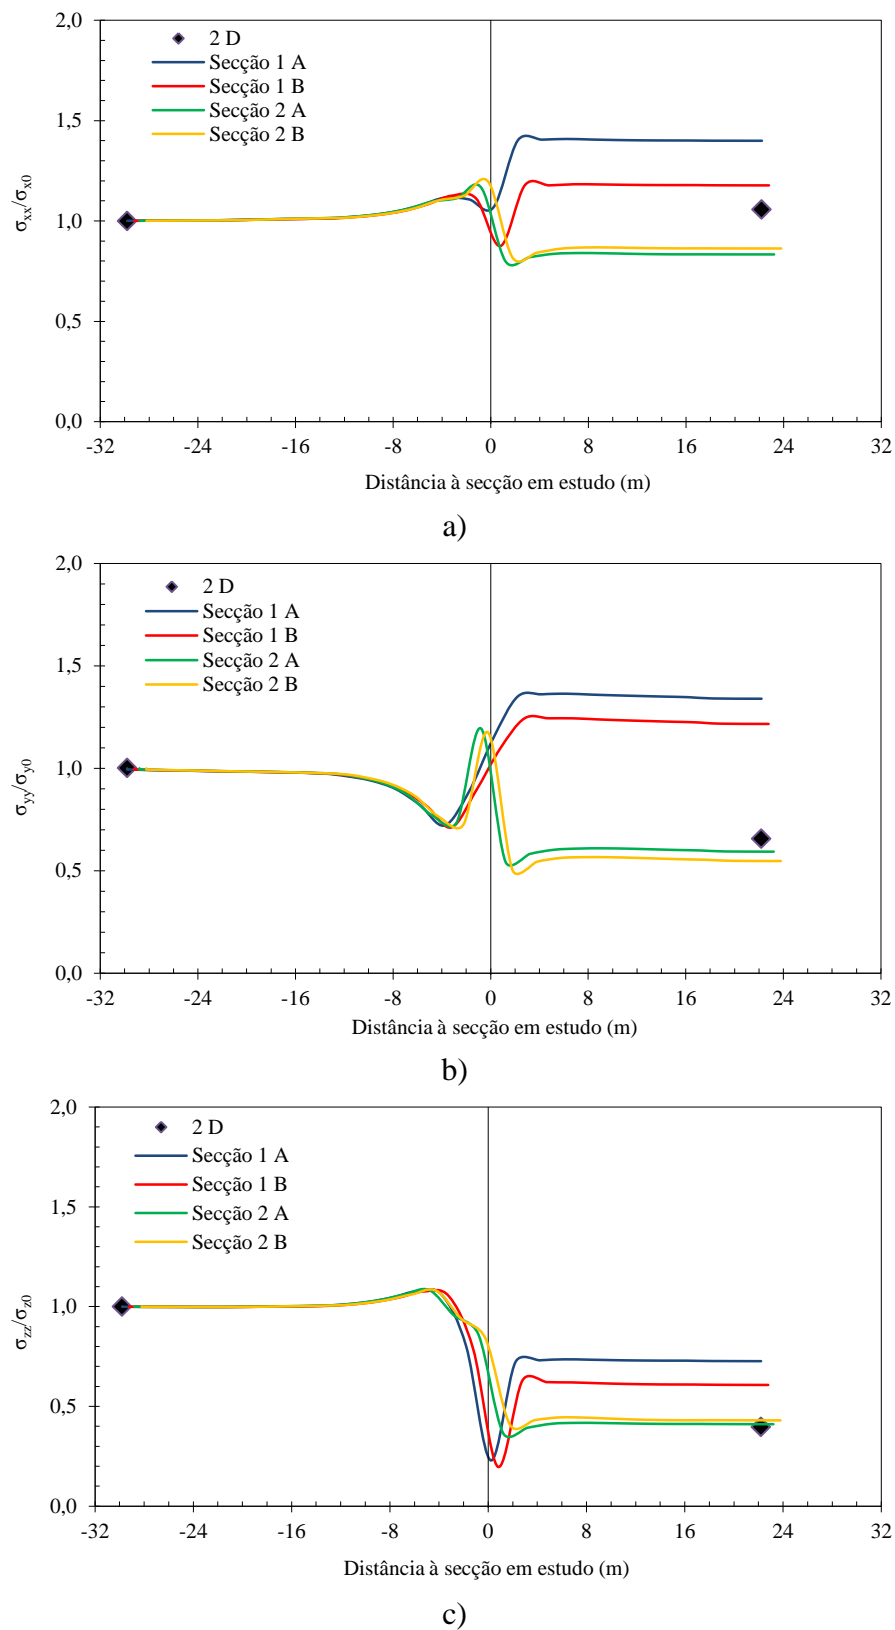 2,0
2 D
Secção 1 A
Secção 1 B
1,5
Secção 2 A
Secção 2 B
σxx/σx0
1,0
0,5
0,0
-32 -24 -16 -8 0 8 16 24 32
Distância à secção em estudo (m)
a)
2,0
2 D
Secção 1 A
Secção 1 B
1,5
Secção 2 A
Secção 2 B
σyy/σy0
1,0
0,5
0,0
-32 -24 -16 -8 0 8 16 24 32
Distância à secção em estudo (m)
b)
2,0
2 D
Secção 1 A
Secção 1 B
1,5
Secção 2 A
Secção 2 B
σzz/σz0
1,0
0,5
0,0
-32 -24 -16 -8 0 8 16 24 32
Distância à secção em estudo (m)
c)